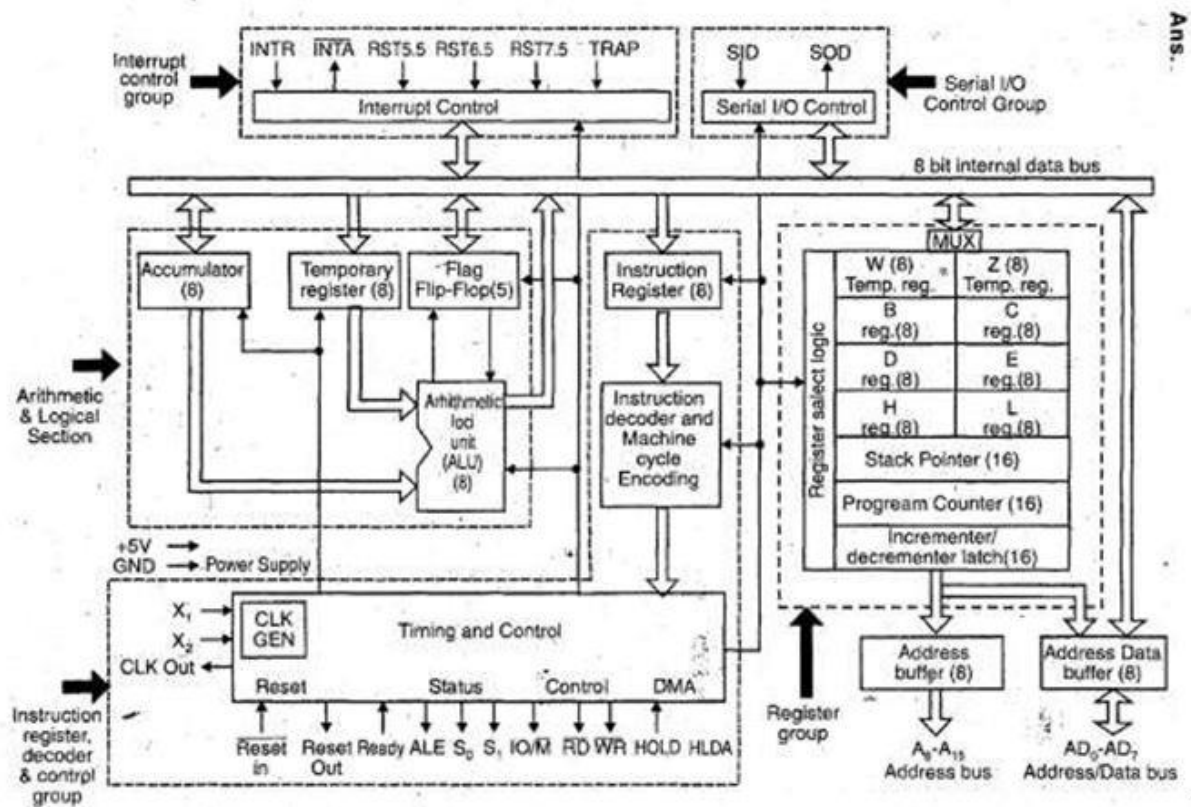 Ans..
INTR INTA RST5.5 RST6.5 RST7.5 TRAP
Interrupt
control
group
Interrupt Control
SID SOD
Serial I/O Control
Serial I/O
Control Group
8 bit internal data bus
Accumulator
(8)
Temporary
register (8)
Flag
Flip-Flop(5)
Instruction
Register (8)
MUX
W (8)
Temp. reg.
Z (8)
Temp. reg.
B
reg.(8)
C
reg.(8)
D
reg.(8)
E
reg.(8)
H
reg.(8)
L
reg.(8)
Stack Pointer (16)
Progream Counter (16)
Incrementer/
decrementer latch(16)
Register salect logic
Arithmetic
& Logical
Section
Arhithmetic
loci
unit
(ALU)
(8)
Instruction
decoder and
Machine
cycle
Encoding
+5V
GND Power Supply
X1
X2
CLK Out
CLK
GEN
Timing and Control
Reset Status Control DMA
Reset
in
Reset
Out
Ready ALE S0 S1 IO/M RD WR HOLD HLDA
Instruction
register,
decoder
& control
group
Register
group
Address
buffer (8)
Address Data
buffer (8)
A8-A15
Address bus
AD0-AD7
Address/Data bus